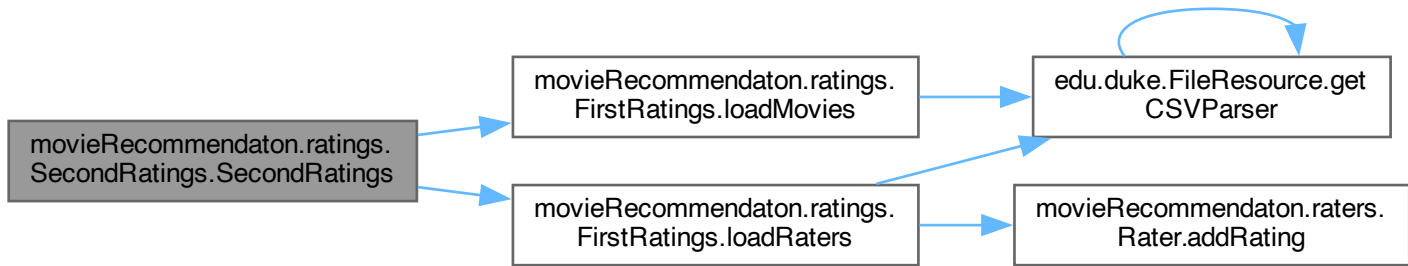 movieRecommendaton.ratings.
SecondRatings.SecondRatings
movieRecommendaton.ratings.
FirstRatings.loadMovies
movieRecommendaton.ratings.
FirstRatings.loadRaters
edu.duke.FileResource.get
CSVParser
movieRecommendaton.raters.
Rater.addRating